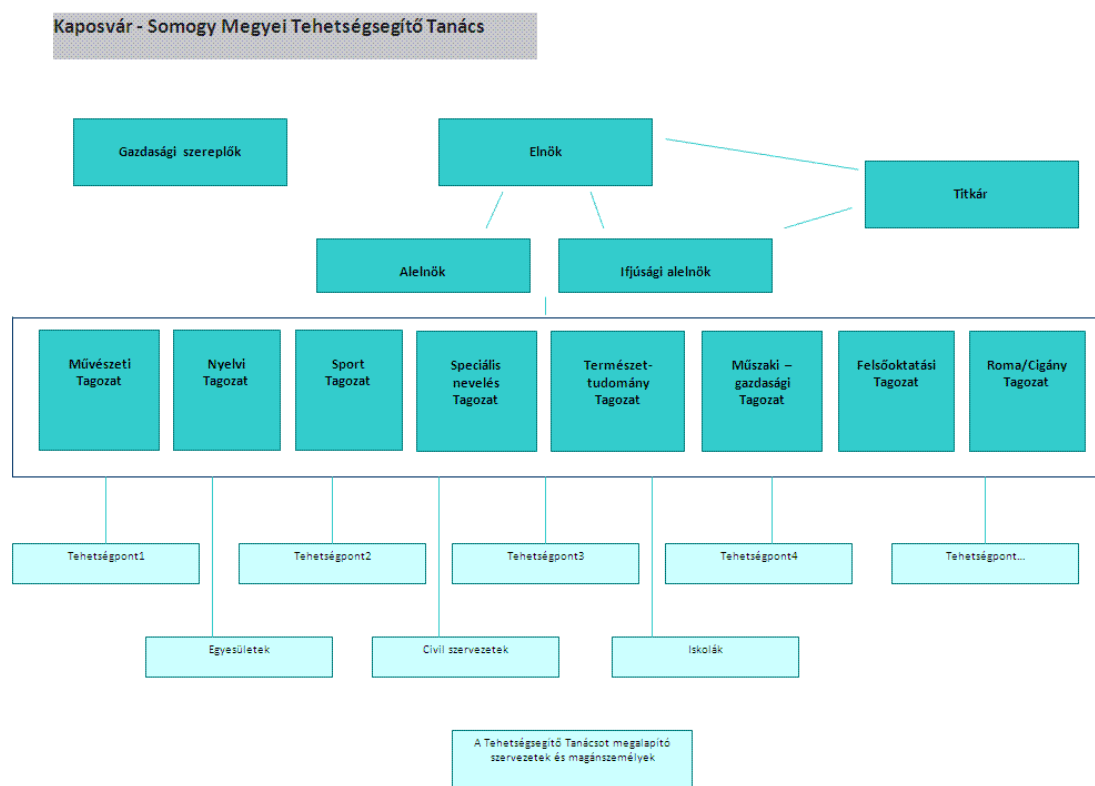 Kaposvár - Somogy Megyei Tehetségsegítő Tanács
Gazdasági szereplők
Elnök
Titkár
Alelnök
Ifjúsági alelnök
Művészeti
Tagozat
Nyelvi
Tagozat
Sport
Tagozat
Speciális
nevelés
Tagozat
Természet-
tudomány
Tagozat
Műszaki –
gazdasági
Tagozat
Felsőoktatási
Tagozat
Roma/Cigány
Tagozat
Tehetségpont1
Tehetségpont2
Tehetségpont3
Tehetségpont4
Tehetségpont...
Egyesületek
Civil szervezetek
Iskolák
A Tehetségsegítő Tanácsot megalapító
szervezetek és magánszemélyek